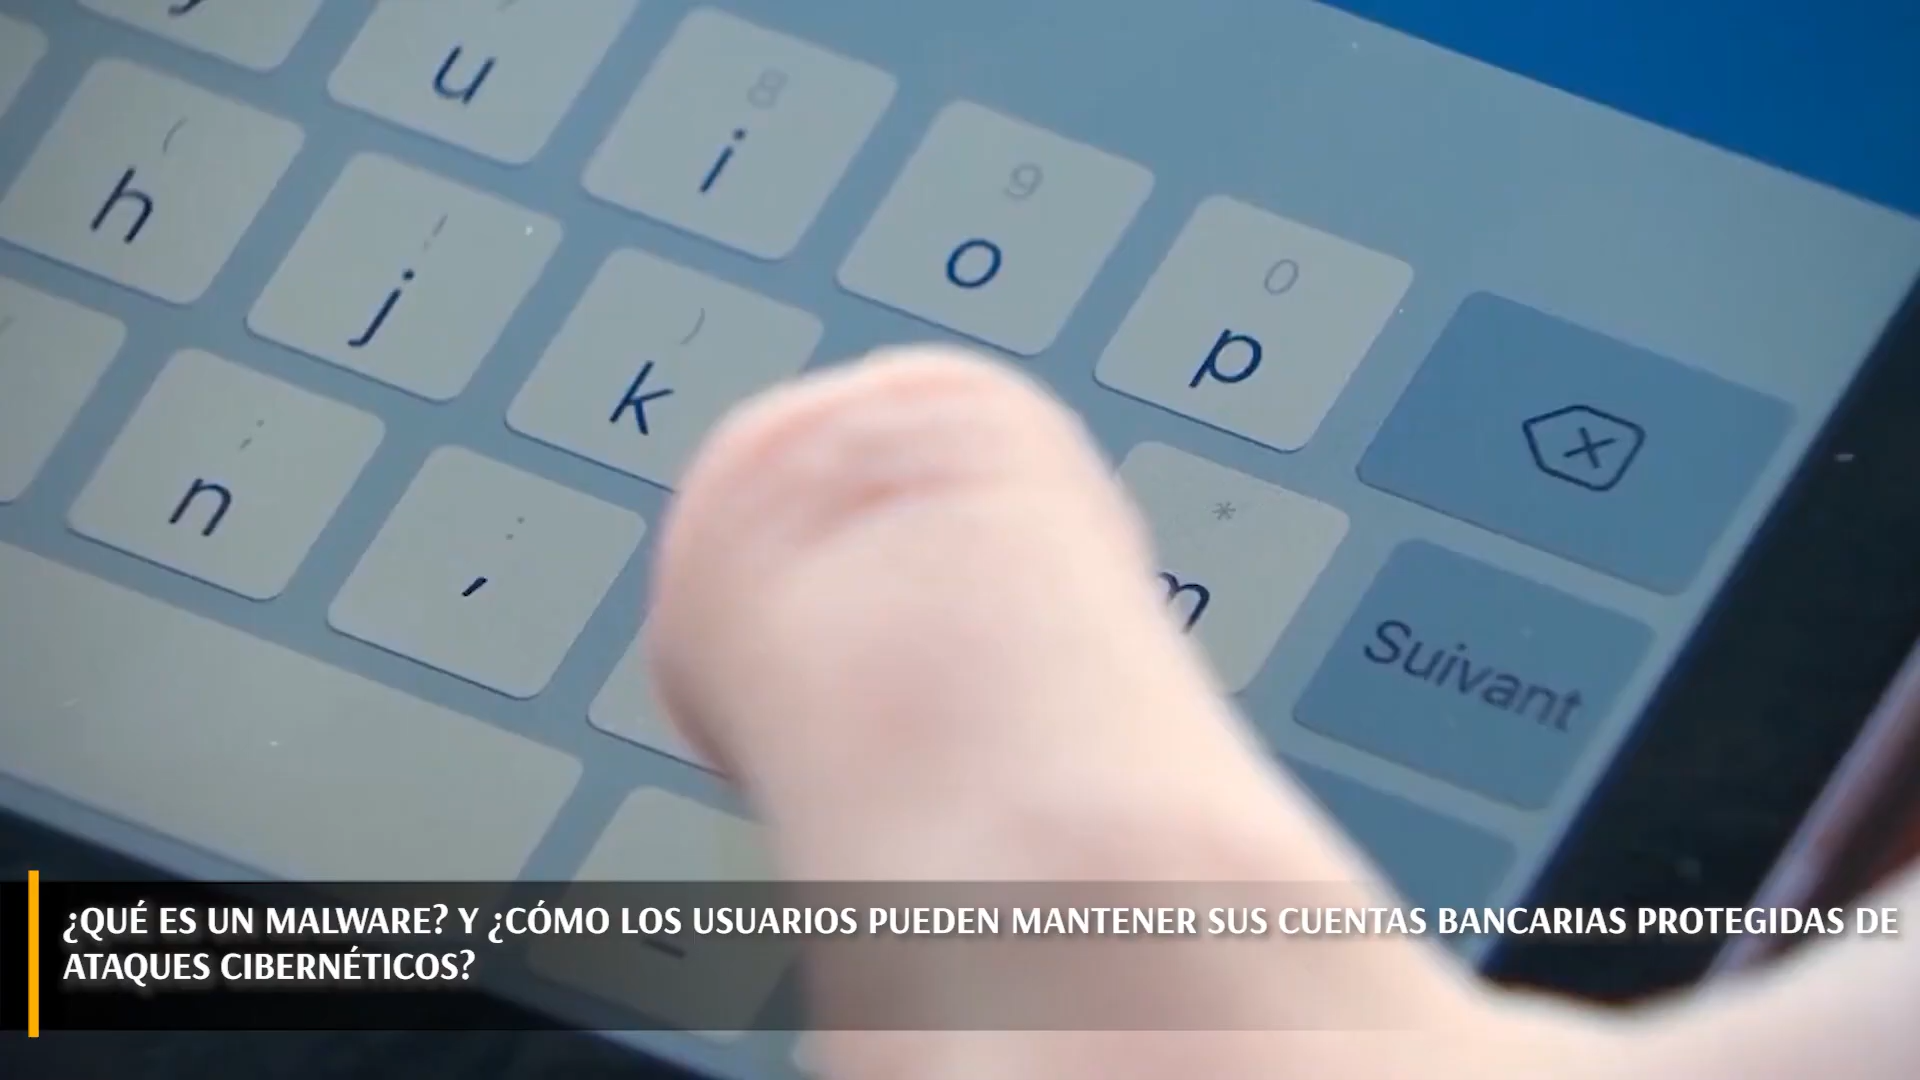 u
8
i
9
o
0
p
(
h
!
j
)
k
*
m
;
n
:
,
Suivant
¿QUÉ ES UN MALWARE? Y ¿CÓMO LOS USUARIOS PUEDEN MANTENER SUS CUENTAS BANCARIAS PROTEGIDAS DE
ATAQUES CIBERNÉTICOS?